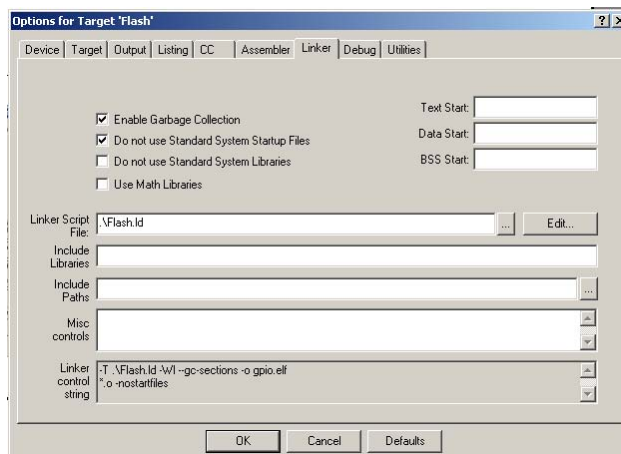 Options for Target 'Flash'
Device Target Output Listing CC Assembler Linker Debug Utilities
Enable Garbage Collection
Do not use Standard System Startup Files
Do not use Standard System Libraries
Use Math Libraries
Text Start:
Data Start:
BSS Start:
Linker Script
File:
.\Flash.ld
...
Edit...
Include
Libraries
Include
Paths
...
Misc
controls
Linker
control
string
-T .\Flash.ld -Wl --gc-sections -o gpio.elf
*.o -nostartfiles
OK Cancel Defaults